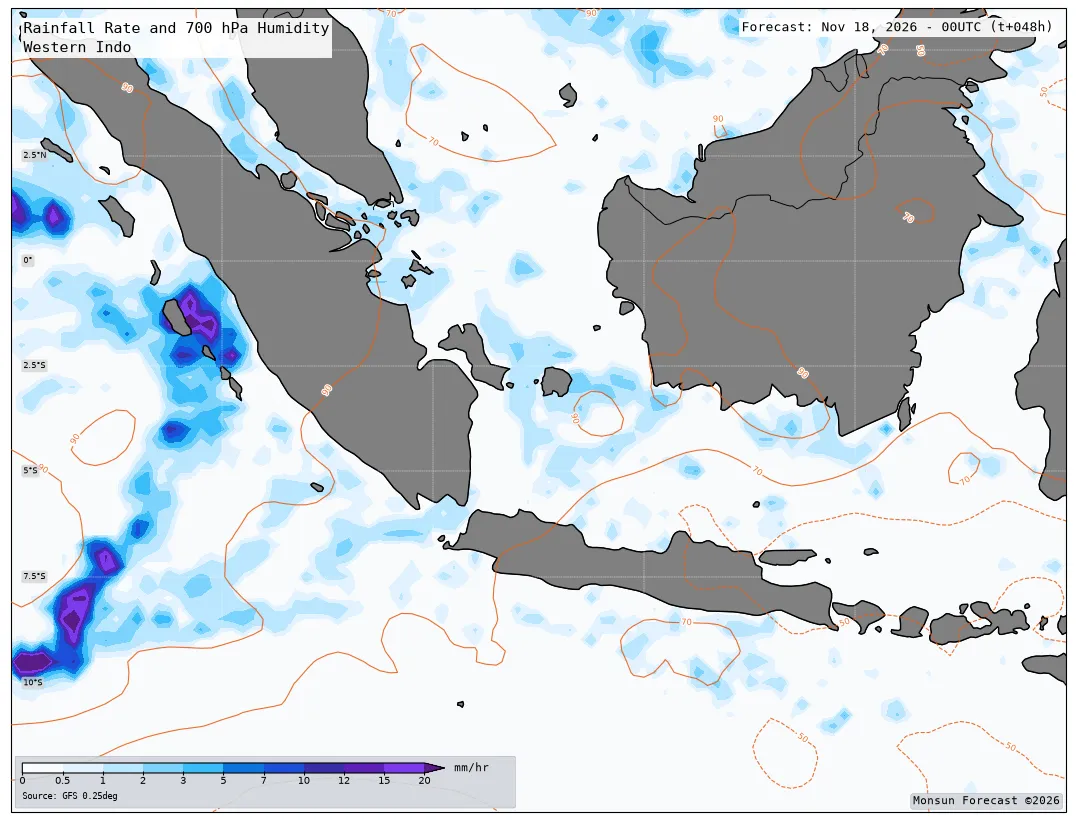 70
90
Rainfall Rate and 700 hPa Humidity
Western Indo
Forecast: Nov 18, 2026 - 00UTC (t+048h)
70
50
90
50
90
70
2.5°N
70
0°
2.5°S
90
90
90
90
90
5°S
70
70
7.5°S
50
70
10°S
50
50
0 0.5 1 2 3 5 7 10 12 15 20 mm/hr
Source: GFS 0.25deg
Monsun Forecast ©2026